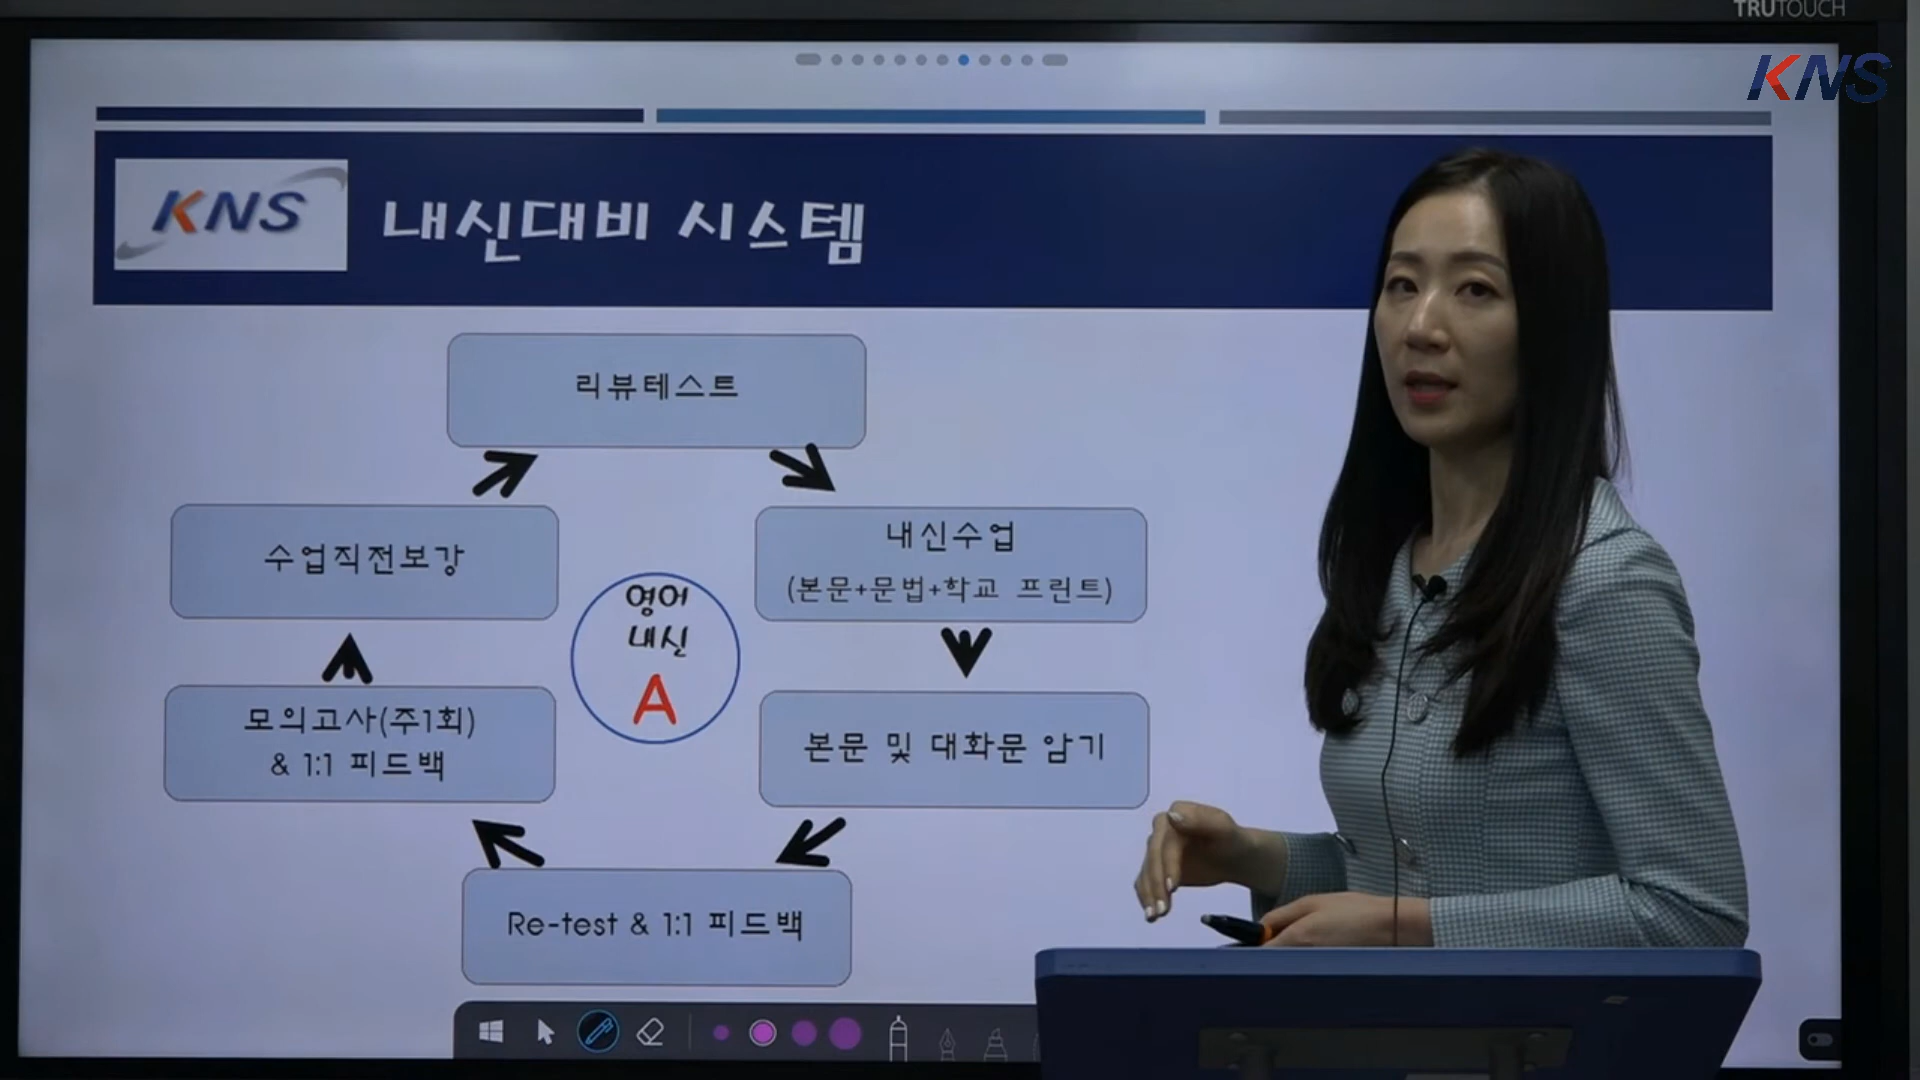 TRUTOUCH
KNS
KNS
내신대비 시스템
리뷰테스트
수업직전보강
내신수업
(본문+문법+학교 프린트)
영어
내신
A
모의고사(주1회)
& 1:1 피드백
본문 및 대화문 암기
Re-test & 1:1 피드백